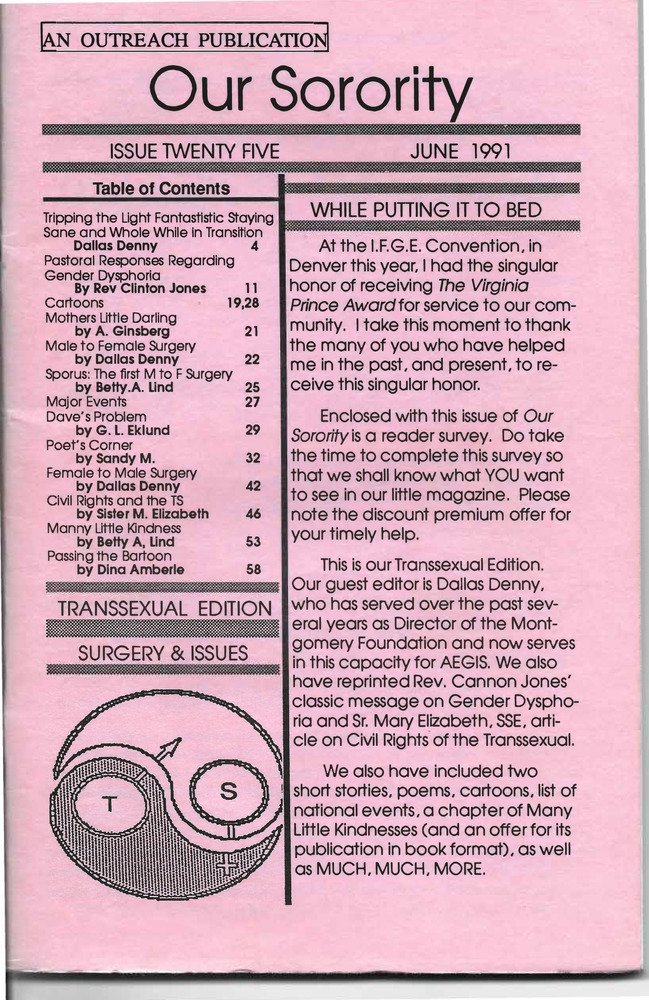 AN OUTREACH PUBLICATION
Our Sorority
ISSUE TWENTY FIVE JUNE 1991
Table of Contents
Tripping the Light Fantastistic Staying
Sane and Whole While in Transition
Dallas Denny 4
Pastoral Responses Regarding
Gender Dysphoria
By Rev Clinton Jones 11
Cartoons 19,28
Mothers Little Darling
by A. Ginsberg 21
Male to Female Surgery
by Dallas Denny 22
Sporus: The first M to F Surgery
by Betty.A. Lind 25
Major Events 27
Dave's Problem
by G. L. Eklund 29
Poet's Corner
by Sandy M. 32
Female to Male Surgery
by Dallas Denny 42
Civil Rights and the TS
by Sister M. Elizabeth 46
Manny Little Kindness
by Betty A, Lind 53
Passing the Bartoon
by Dina Amberle 58
TRANSSEXUAL EDITION
SURGERY & ISSUES
T
S
WHILE PUTTING IT TO BED
At the I.F.G.E. Convention, in
Denver this year, I had the singular
honor of receiving The Virginia
Prince Award for service to our com-
munity. I take this moment to thank
the many of you who have helped
me in the past, and present, to re-
ceive this singular honor.
Enclosed with this issue of Our
Sorority is a reader survey. Do take
the time to complete this survey so
that we shall know what YOU want
to see in our little magazine. Please
note the discount premium offer for
your timely help.
This is our Transsexual Edition.
Our guest editor is Dallas Denny,
who has served over the past sev-
eral years as Director of the Mont-
gomery Foundation and now serves
in this capacity for AEGIS. We also
have reprinted Rev. Cannon Jones'
classic message on Gender Dyspho-
ria and Sr. Mary Elizabeth, SSE, arti-
cle on Civil Rights of the Transsexual.
We also have included two
short storties, poems, cartoons, list of
national events, a chapter of Many
Little Kindnesses (and an offer for its
publication in book format), as well
as MUCH, MUCH, MORE.